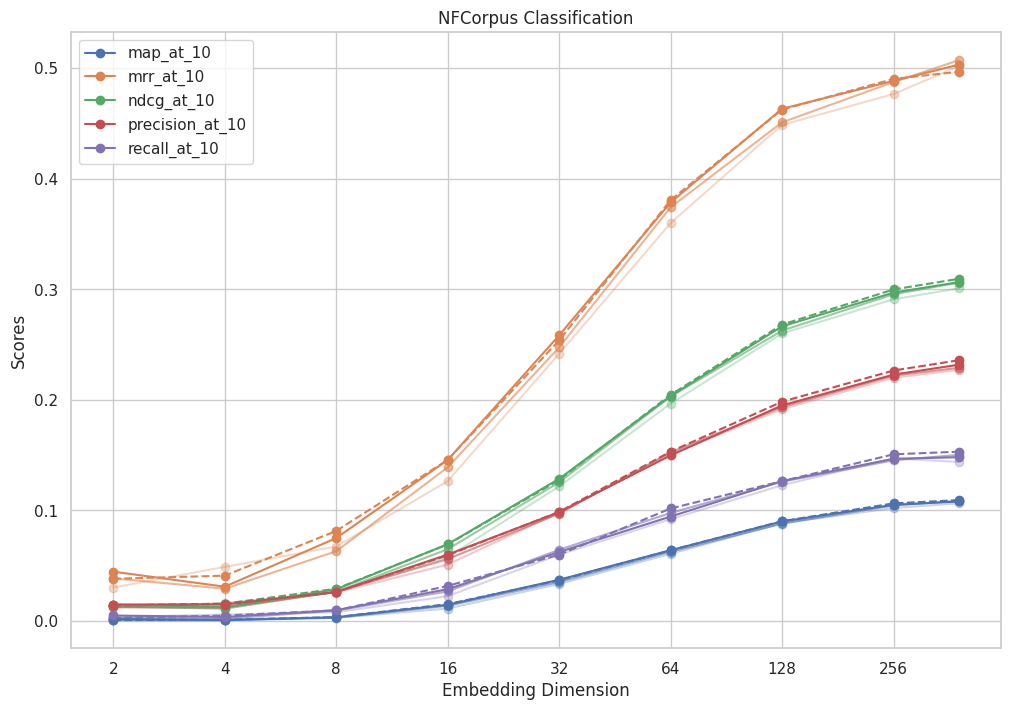 NFCorpus Classification
map_at_10
mrr_at_10
ndcg_at_10
precision_at_10
recall_at_10
0.5
0.4
0.3
0.2
0.1
0.0
Scores
2 4 8 16 32 64 128 256
Embedding Dimension